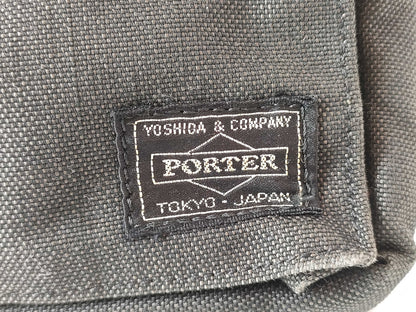 YOSHIDA & COMPANY
PORTER
TOKYO - JAPAN